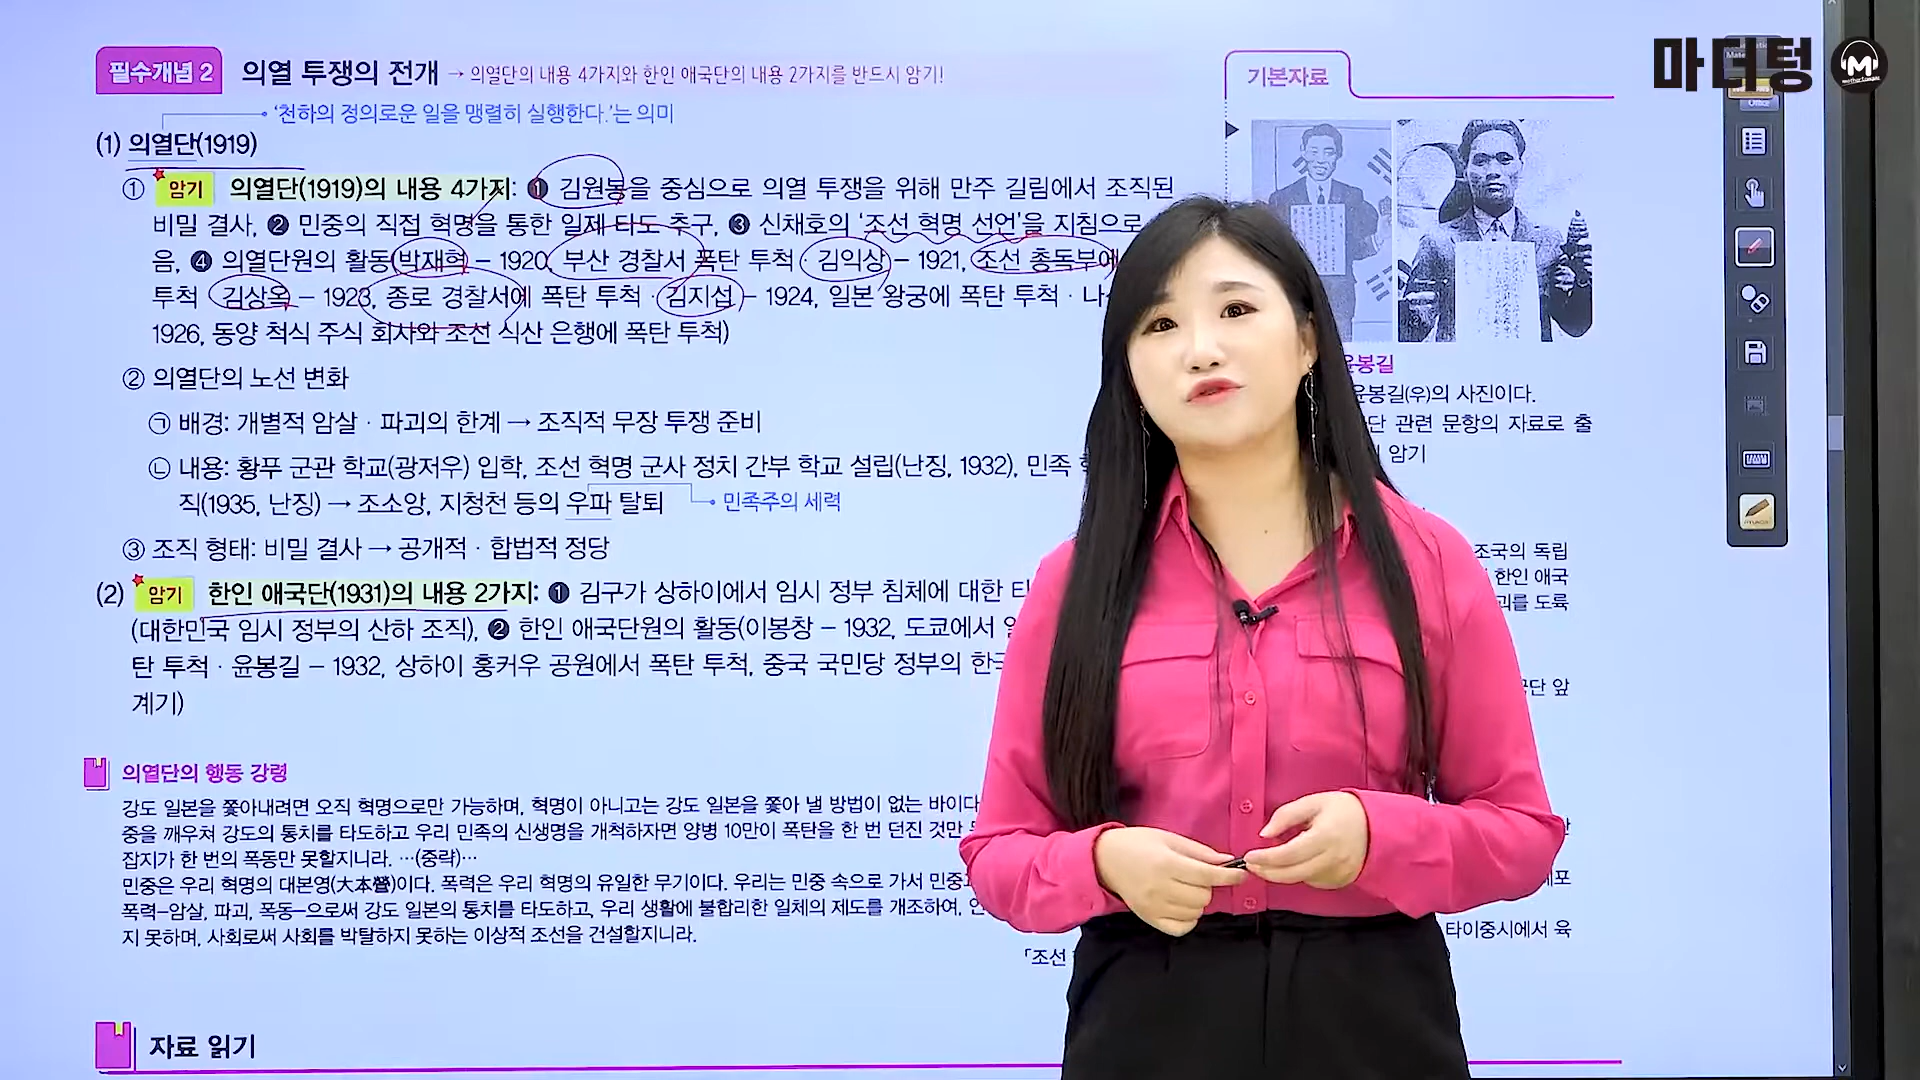 필수개념 2 의열 투쟁의 전개 → 의열단의 내용 4가지와 한인 애국단의 내용 2가지를 반드시 암기!
'천하의 정의로운 일을 맹렬히 실행한다.'는 의미
(1) 의열단(1919)
① 암기 의열단(1919)의 내용 4가지: ❶ 김원봉을 중심으로 의열 투쟁을 위해 만주 길림에서 조직된
비밀 결사, ❷ 민중의 직접 혁명을 통한 일제 타도 추구, ❸ 신채호의 '조선 혁명 선언'을 지침으로
음, ❹ 의열단원의 활동(박재혁 – 1920, 부산 경찰서 폭탄 투척 · 김익상 – 1921, 조선 총독부에
투척 · 김상옥 – 1923, 종로 경찰서에 폭탄 투척 · 김지섭 – 1924, 일본 왕궁에 폭탄 투척 ·
1926, 동양 척식 주식 회사와 조선 식산 은행에 폭탄 투척)
② 의열단의 노선 변화
㉠ 배경: 개별적 암살 · 파괴의 한계 → 조직적 무장 투쟁 준비
㉡ 내용: 황푸 군관 학교(광저우) 입학, 조선 혁명 군사 정치 간부 학교 설립(난징, 1932), 민족
직(1935, 난징) → 조소앙, 지청천 등의 우파 탈퇴 민족주의 세력
③ 조직 형태: 비밀 결사 → 공개적 · 합법적 정당
(2) 암기 한인 애국단(1931)의 내용 2가지: ❶ 김구가 상하이에서 임시 정부 침체에 대한
(대한민국 임시 정부의 산하 조직), ❷ 한인 애국단원의 활동(이봉창 – 1932, 도쿄에서
탄 투척 · 윤봉길 – 1932, 상하이 훙커우 공원에서 폭탄 투척, 중국 국민당 정부의
계기)
의열단의 행동 강령
강도 일본을 쫓아내려면 오직 혁명으로만 가능하며, 혁명이 아니고는 강도 일본을 쫓아 낼 방법이 없는 바이다
중을 깨우쳐 강도의 통치를 타도하고 우리 민족의 신생명을 개척하자면 양병 10만이 폭탄을 한 번 던진 것만
잡지가 한 번의 폭동만 못할지니라. …(중략)…
민중은 우리 혁명의 대본영(大本營)이다. 폭력은 우리 혁명의 유일한 무기이다. 우리는 민중 속으로 가서
폭력–암살, 파괴, 폭동–으로써 강도 일본의 통치를 타도하고, 우리 생활에 불합리한 일체의 제도를 개조하여,
지 못하며, 사회로써 사회를 박탈하지 못하는 이상적 조선을 건설할지니라.
「조선
자료 읽기
기본자료
윤봉길
윤봉길(우)의 사진이다.
관련 문항의 자료로 출
암기
조국의 독립
한인 애국
도륙
앞
타이중시에서 육
마더텅